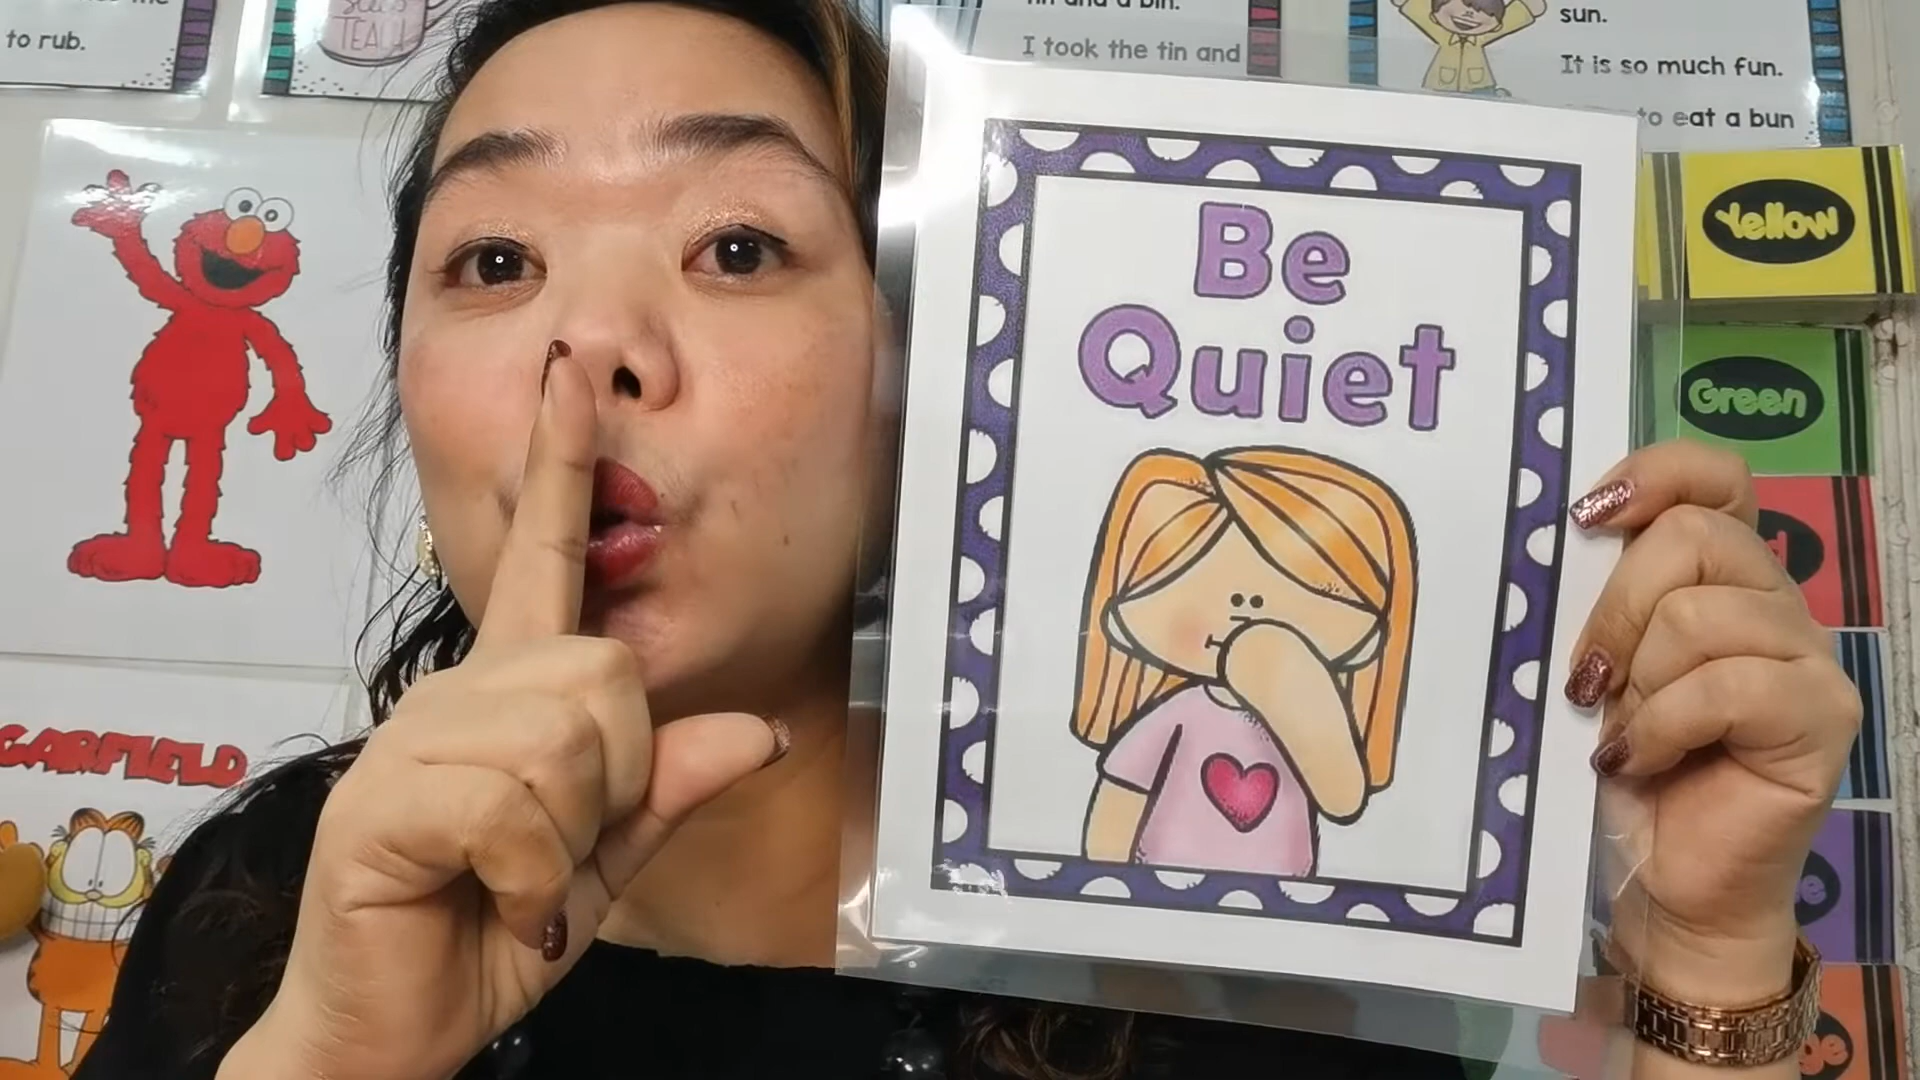 to rub.
TEACH
I took the tin and
sun.
It is so much fun.
to eat a bun
Be
Quiet
Yellow
Green
GARFIELD